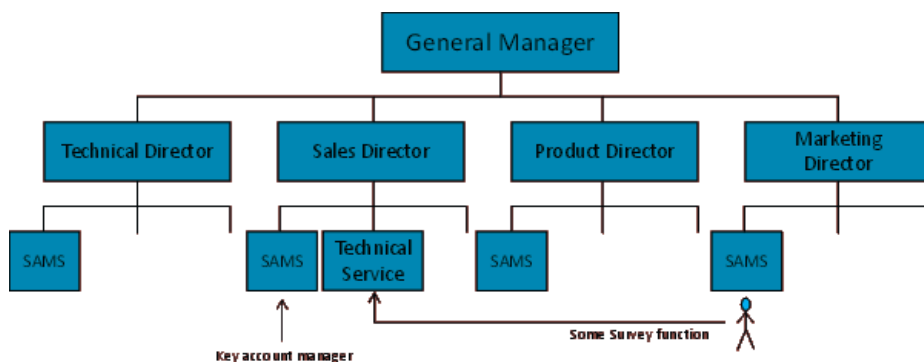 General Manager
Technical Director
Sales Director
Product Director
Marketing
Director
SAMS
SAMS
Technical
Service
SAMS
SAMS
Some Survey function
Key account manager